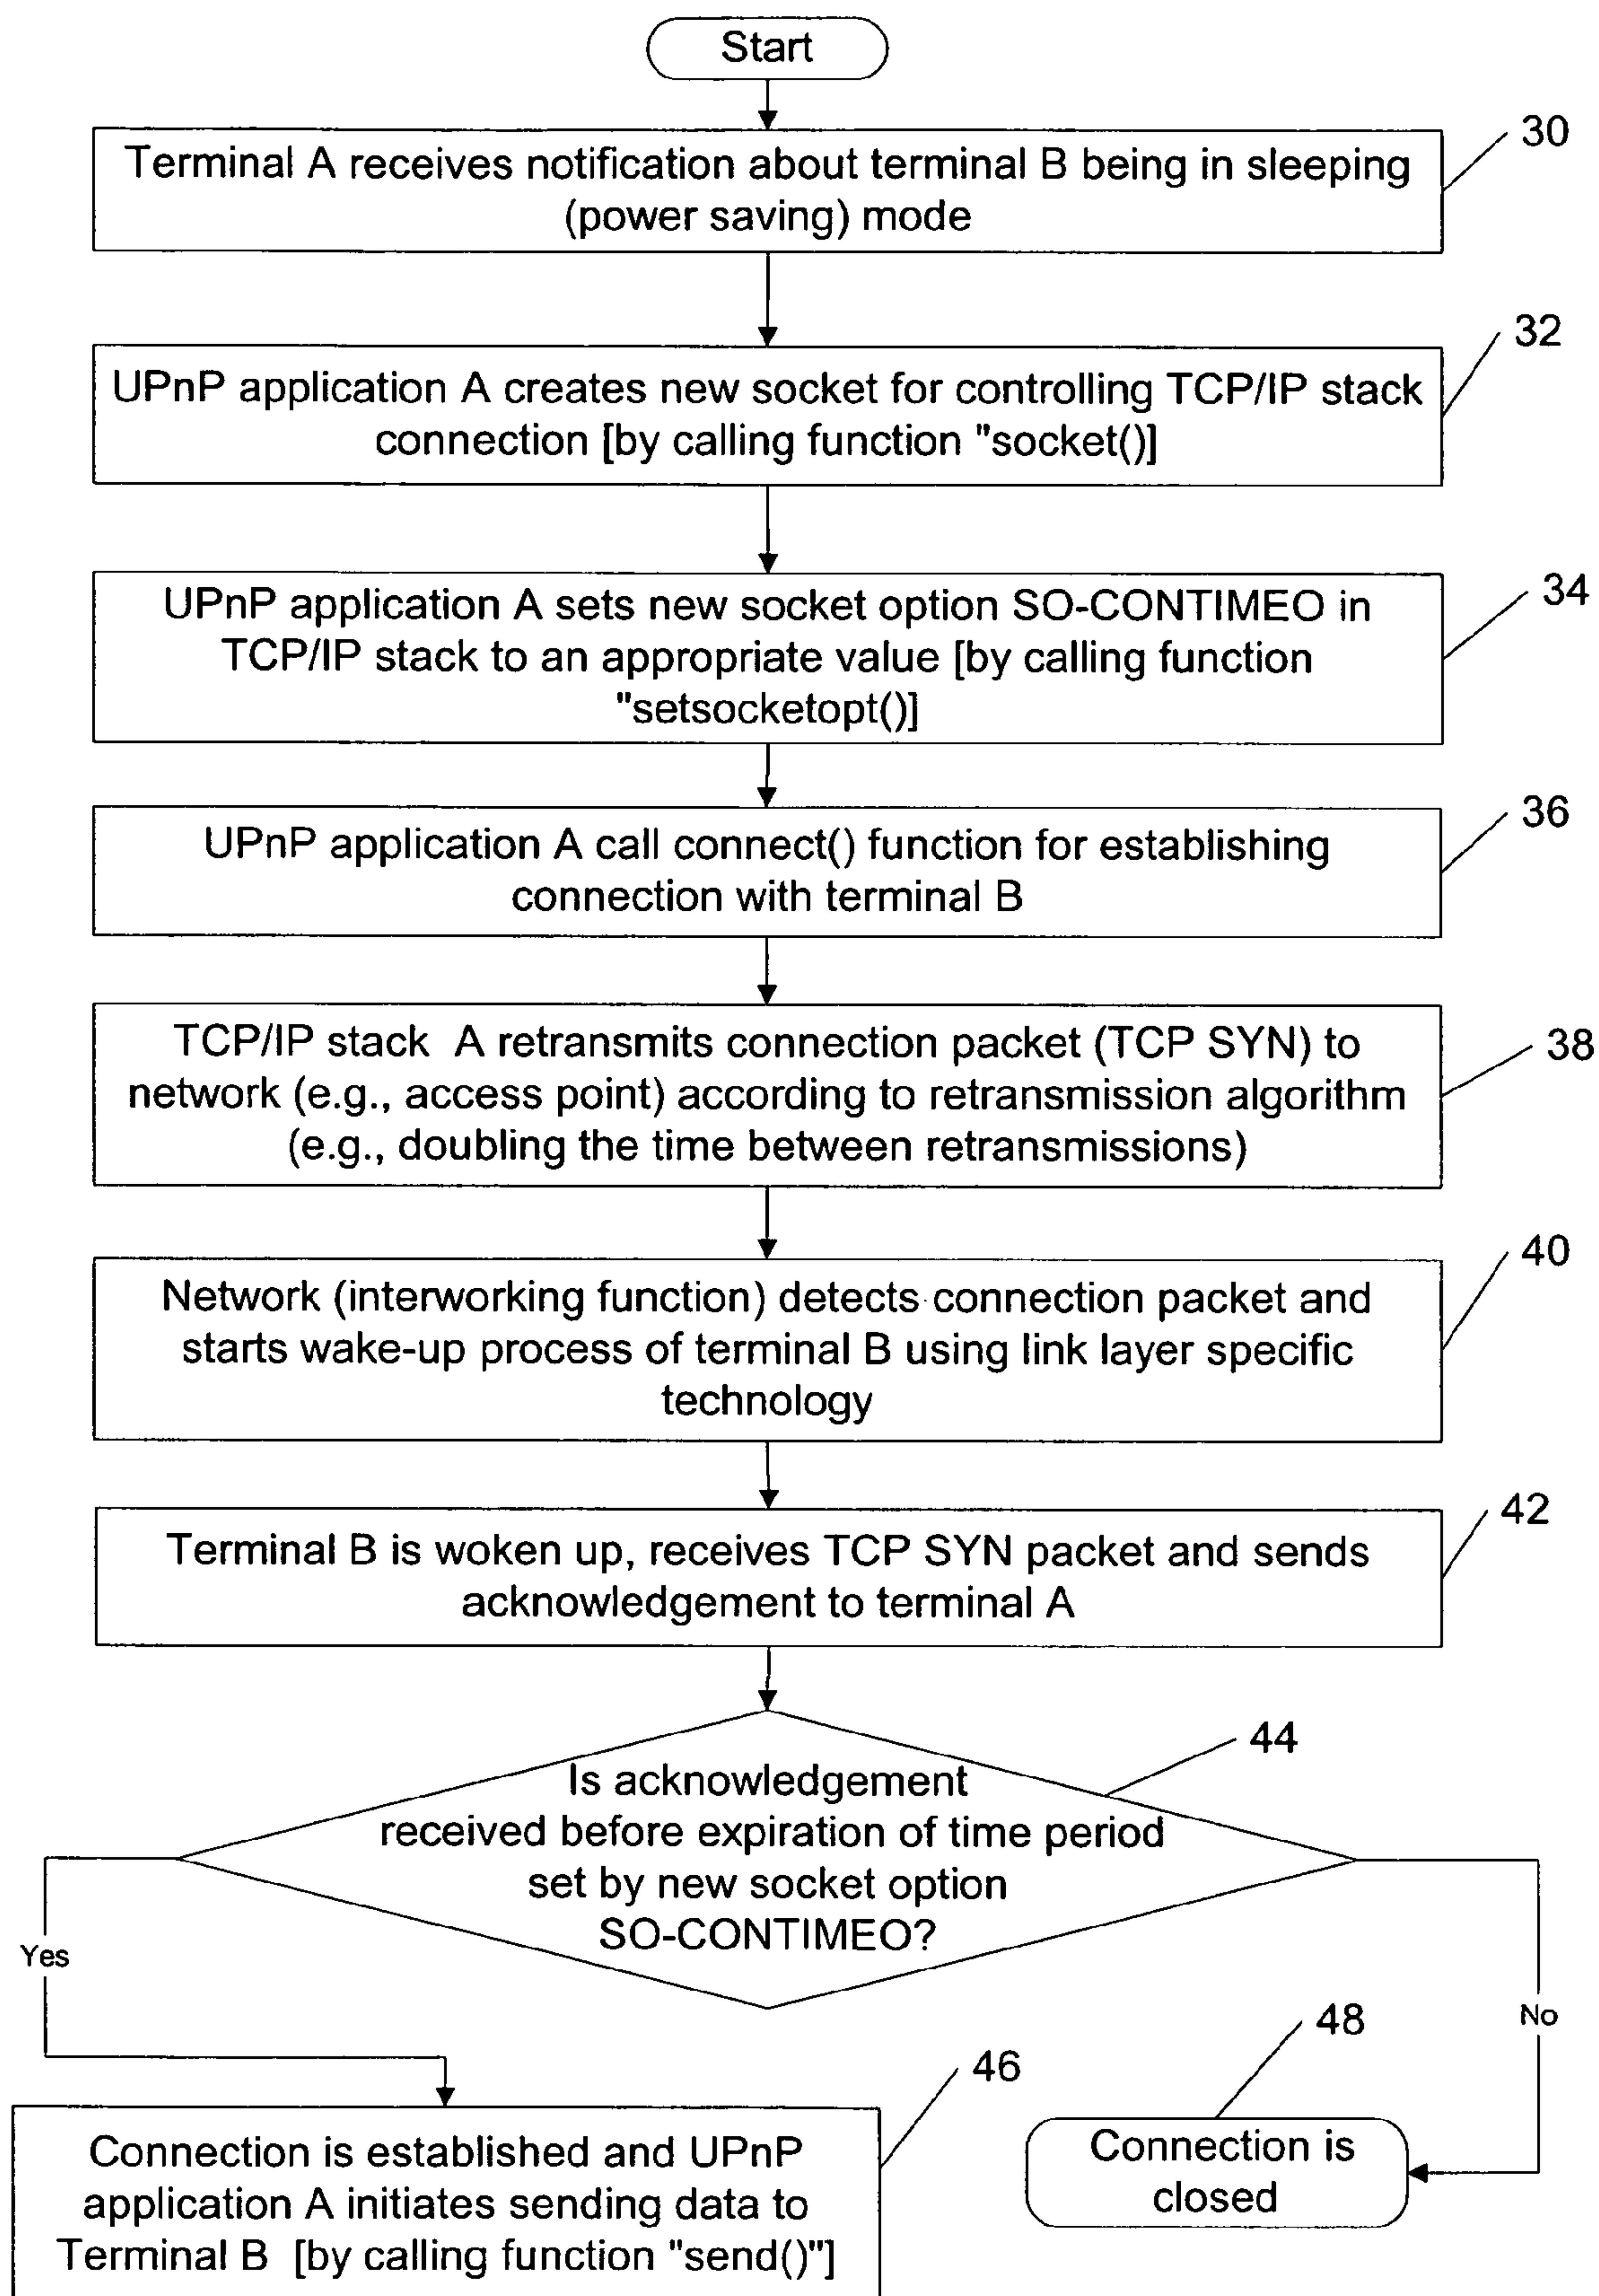 Start
30
Terminal A receives notification about terminal B being in sleeping
(power saving) mode
32
UPnP application A creates new socket for controlling TCP/IP stack
connection [by calling function "socket()]
34
UPnP application A sets new socket option SO-CONTIMEO in
TCP/IP stack to an appropriate value [by calling function
"setsocketopt()]
36
UPnP application A call connect() function for establishing
connection with terminal B
38
TCP/IP stack A retransmits connection packet (TCP SYN) to
network (e.g., access point) according to retransmission algorithm
(e.g., doubling the time between retransmissions)
40
Network (interworking function) detects connection packet and
starts wake-up process of terminal B using link layer specific
technology
42
Terminal B is woken up, receives TCP SYN packet and sends
acknowledgement to terminal A
44
Is acknowledgement
received before expiration of time period
set by new socket option
SO-CONTIMEO?
Yes
No
46
Connection is established and UPnP
application A initiates sending data to
Terminal B [by calling function "send()"]
48
Connection is
closed